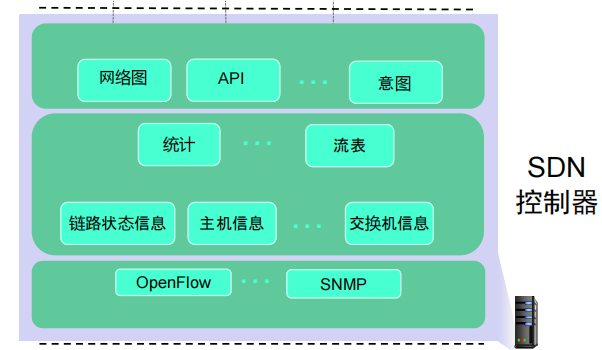 网络图
API
...
意图
统计
...
流表
SDN
控制器
链路状态信息
主机信息
...
交换机信息
OpenFlow
...
SNMP